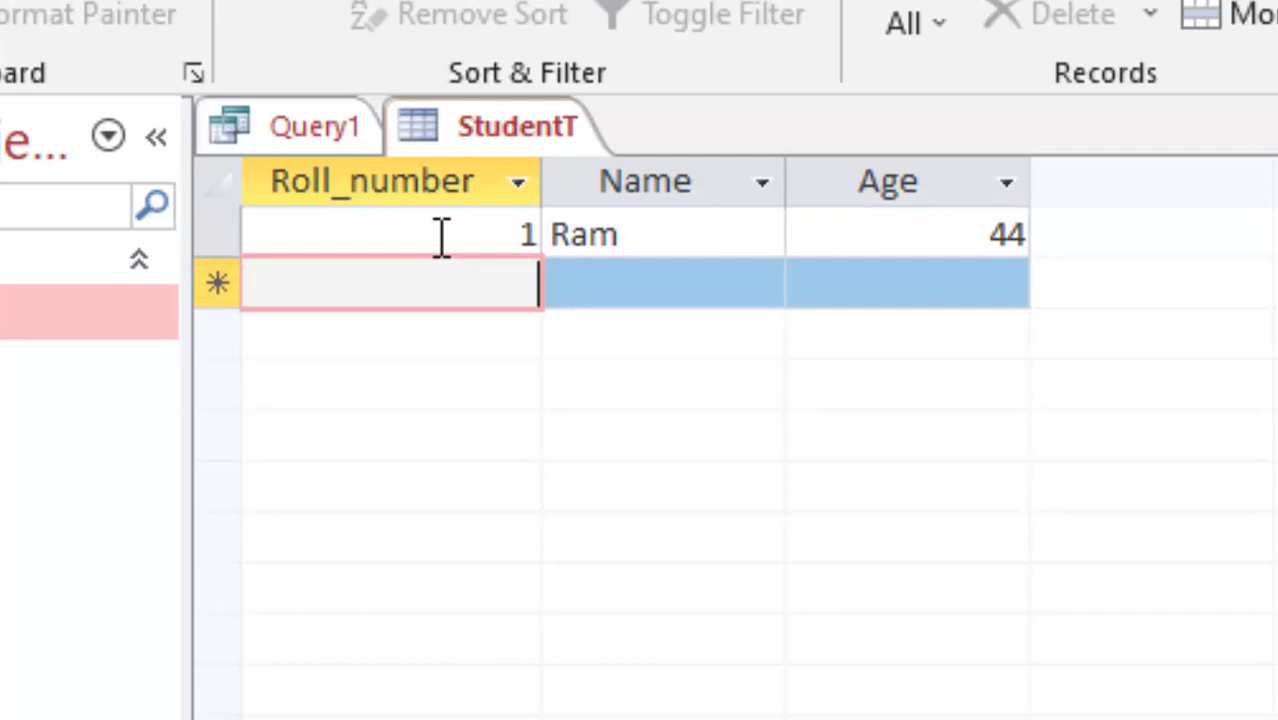 ormat Painter
Remove Sort
Toggle Filter
All
Delete
Mo
ard
Sort & Filter
Records
je...
Query1
StudentT
Roll_number Name Age
1 Ram 44